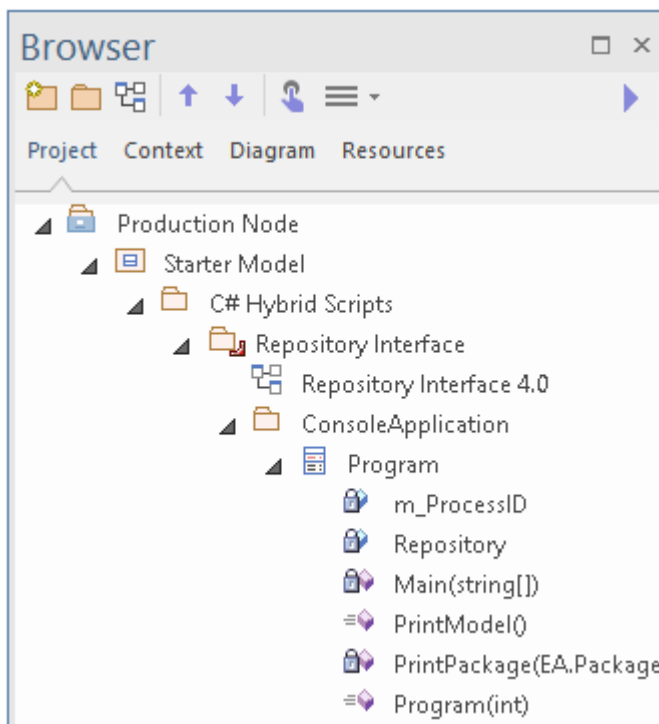 Browser
Project Context Diagram Resources
Production Node
Starter Model
C# Hybrid Scripts
Repository Interface
Repository Interface 4.0
ConsoleApplication
Program
m_ProcessID
Repository
Main(string[])
PrintModel()
PrintPackage(EA.Package
Program(int)